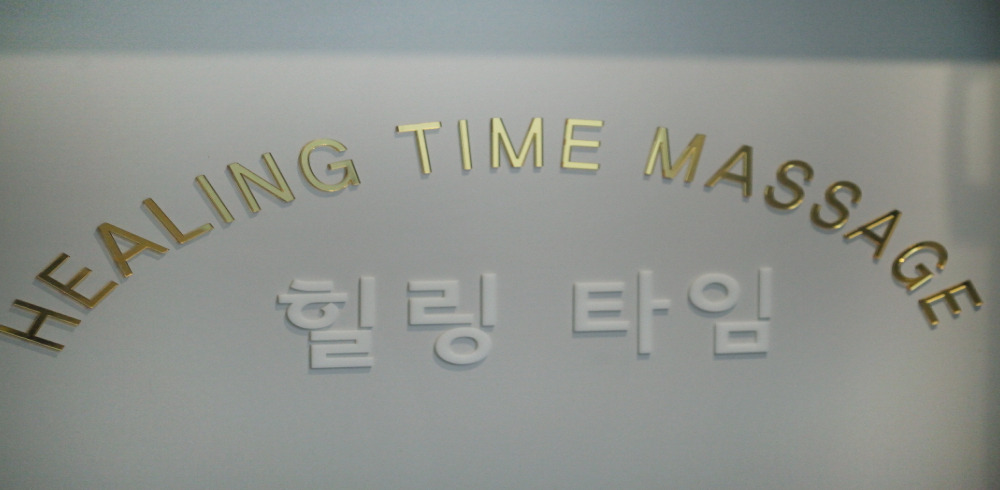 HEALING TIME MASSAGE
힐링 타임